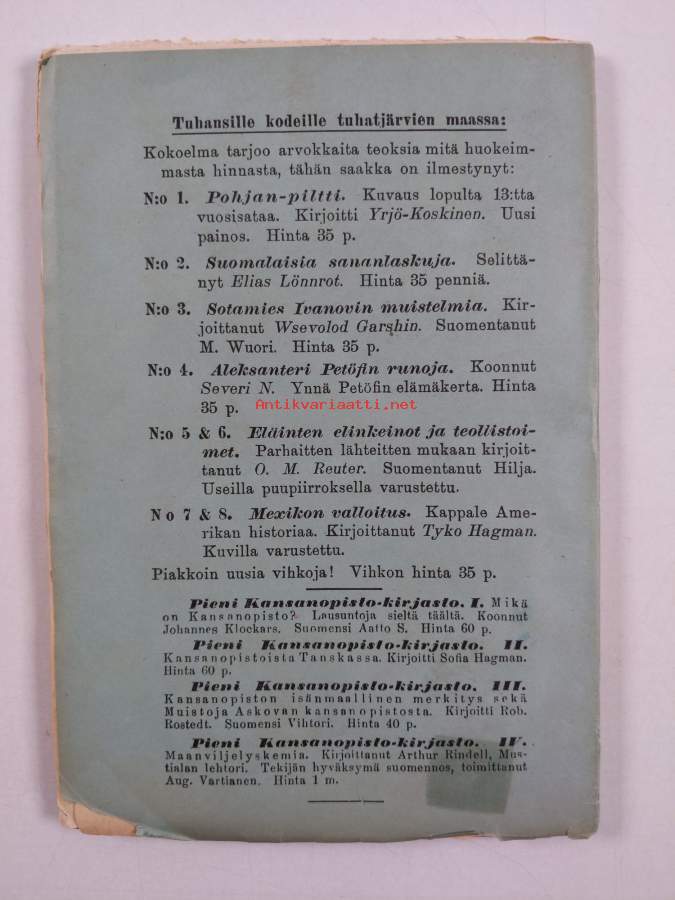 Tuhansille kodeille tuhatjärvien maassa:
Kokoelma tarjoo arvokkaita teoksia mitä huokeim-
masta hinnasta, tähän saakka on ilmestynyt:
N:o 1. Pohjan-piltti. Kuvaus lopulta 13:tta
vuosisataa. Kirjoitti Yrjö-Koskinen. Uusi
painos. Hinta 35 p.
N:o 2. Suomalaisia sananlaskuja. Selittä-
nyt Elias Lönnrot. Hinta 35 penniä.
N:o 3. Sotamies Ivanovin muistelmia. Kir-
joittanut Wsevolod Garshin. Suomentanut
M. Wuori. Hinta 35 p.
N:o 4. Aleksanteri Petöfin runoja. Koonnut
Severi N. Ynnä Petöfin elämäkerta. Hinta
35 p.
Antikvariaatti.net
N:o 5 & 6. Eläinten elinkeinot ja teollistoi-
met. Parhaitten lähteitten mukaan kirjoit-
tanut O. M. Reuter. Suomentanut Hilja.
Useilla puupiirroksella varustettu.
N o 7 & 8. Mexikon valloitus. Kappale Ame-
rikan historiaa. Kirjoittanut Tyko Hagman.
Kuvilla varustettu.
Piakkoin uusia vihkoja! Vihkon hinta 35 p.
Pieni Kansanopisto-kirjasto. I. Mikä
on Kansanopisto? Lausuntoja sieltä täältä. Koonnut
Johannes Klockars. Suomensi Aatto S. Hinta 60 p.
Pieni Kansanopisto-kirjasto. II.
Kansanopistoista Tanskassa. Kirjoitti Sofia Hagman.
Hinta 60 p.
Pieni Kansanopisto-kirjasto. III.
Kansanopiston isänmaallinen merkitys sekä
Muistoja Askovan kansanopistosta. Kirjoitti Rob.
Rostedt. Suomensi Vihtori. Hinta 40 p.
Pieni Kansanopisto-kirjasto. IV.
Maanviljelyskemia. Kirjoittanut Arthur Rindell, Mus-
tialan lehtori. Tekijän hyväksymä suomennos, toimittanut
Aug. Vartianen. Hinta 1 m.